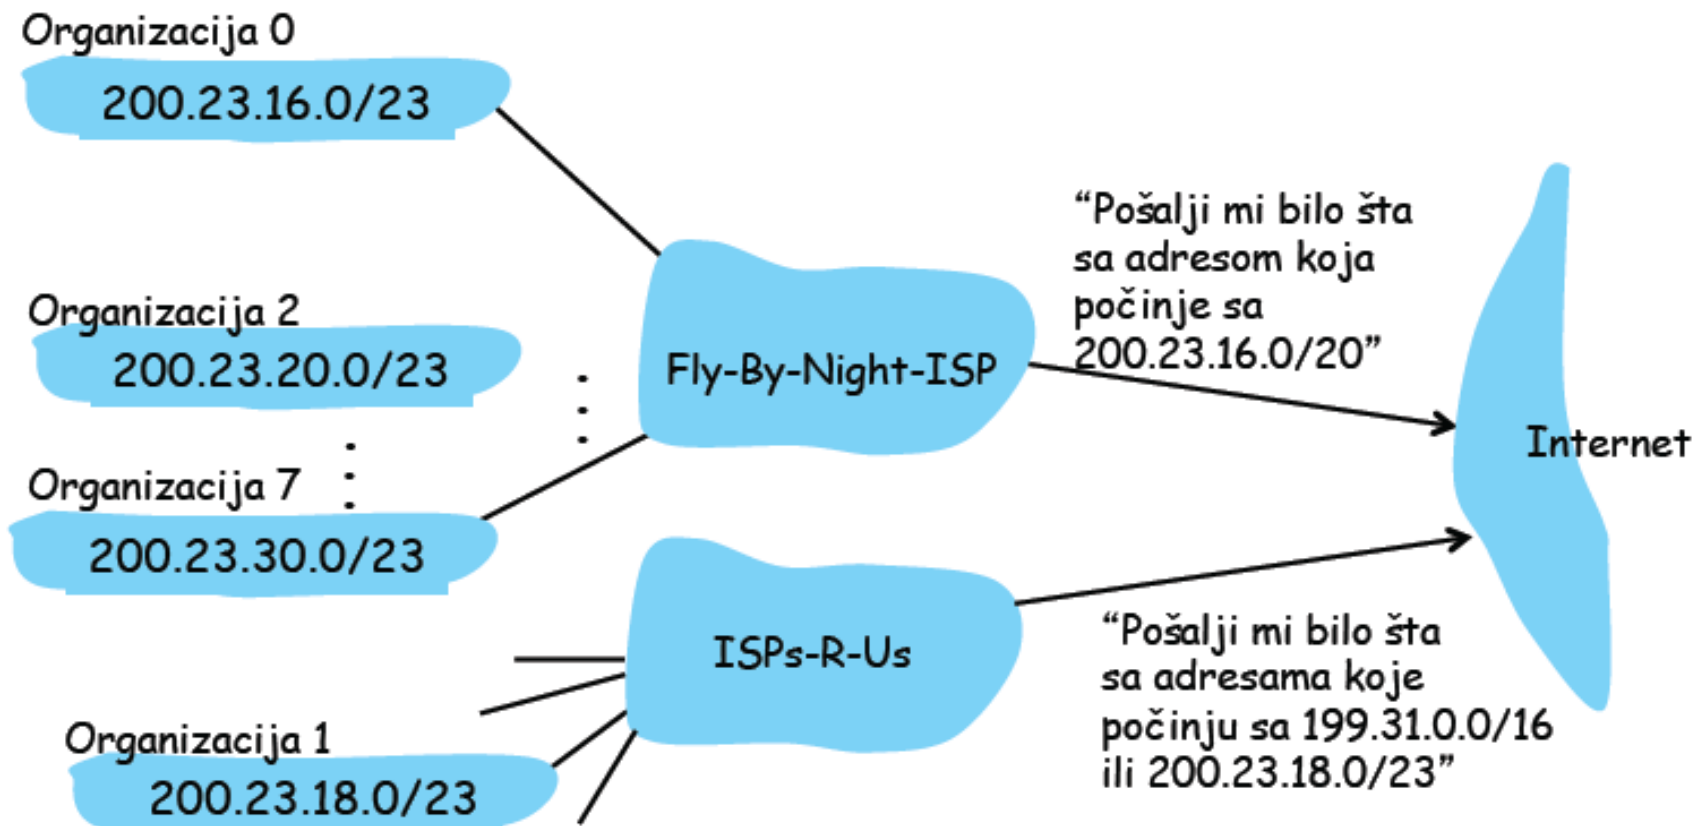 Organizacija 0
200.23.16.0/23
Organizacija 2
200.23.20.0/23
Organizacija 7
200.23.30.0/23
Fly-By-Night-ISP
“Pošalji mi bilo šta
sa adresom koja
počinje sa
200.23.16.0/20”
Internet
ISPs-R-Us
“Pošalji mi bilo šta
sa adresama koje
počinju sa 199.31.0.0/16
ili 200.23.18.0/23”
Organizacija 1
200.23.18.0/23